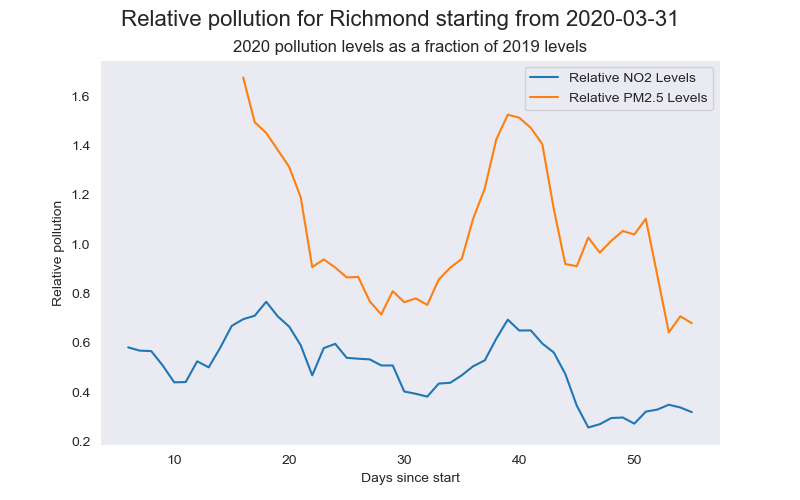 Relative pollution for Richmond starting from 2020-03-31
2020 pollution levels as a fraction of 2019 levels
Relative NO2 Levels
Relative PM2.5 Levels
Relative pollution
1.6
1.4
1.2
1.0
0.8
0.6
0.4
0.2
10 20 30 40 50
Days since start